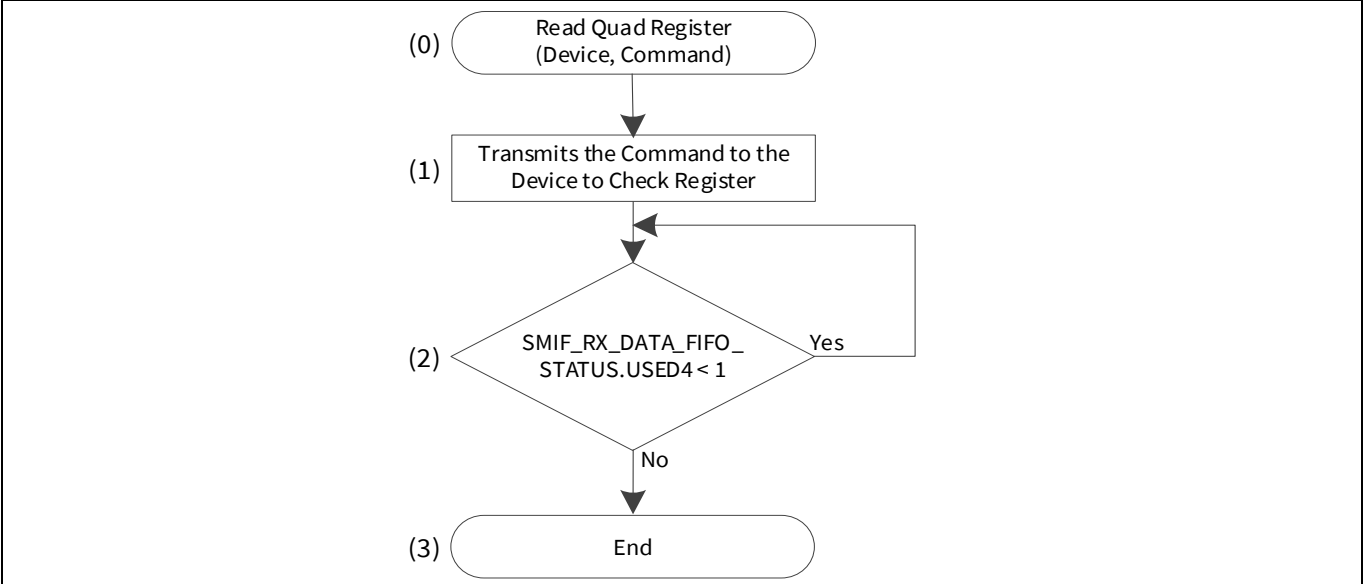 (0)
Read Quad Register
(Device, Command)
(1)
Transmits the Command to the
Device to Check Register
(2)
SMIF_RX_DATA_FIFO_
STATUS.USED4 < 1
Yes
No
(3)
End